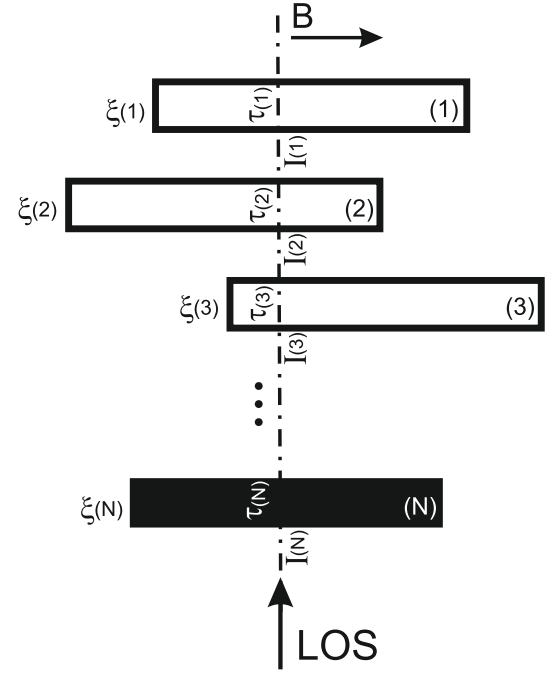 B
ξ(1) τ(1) (1)
I(1)
ξ(2) τ(2) (2)
I(2)
ξ(3) τ(3) (3)
I(3)
ξ(N) τ(N) (N)
I(N)
LOS